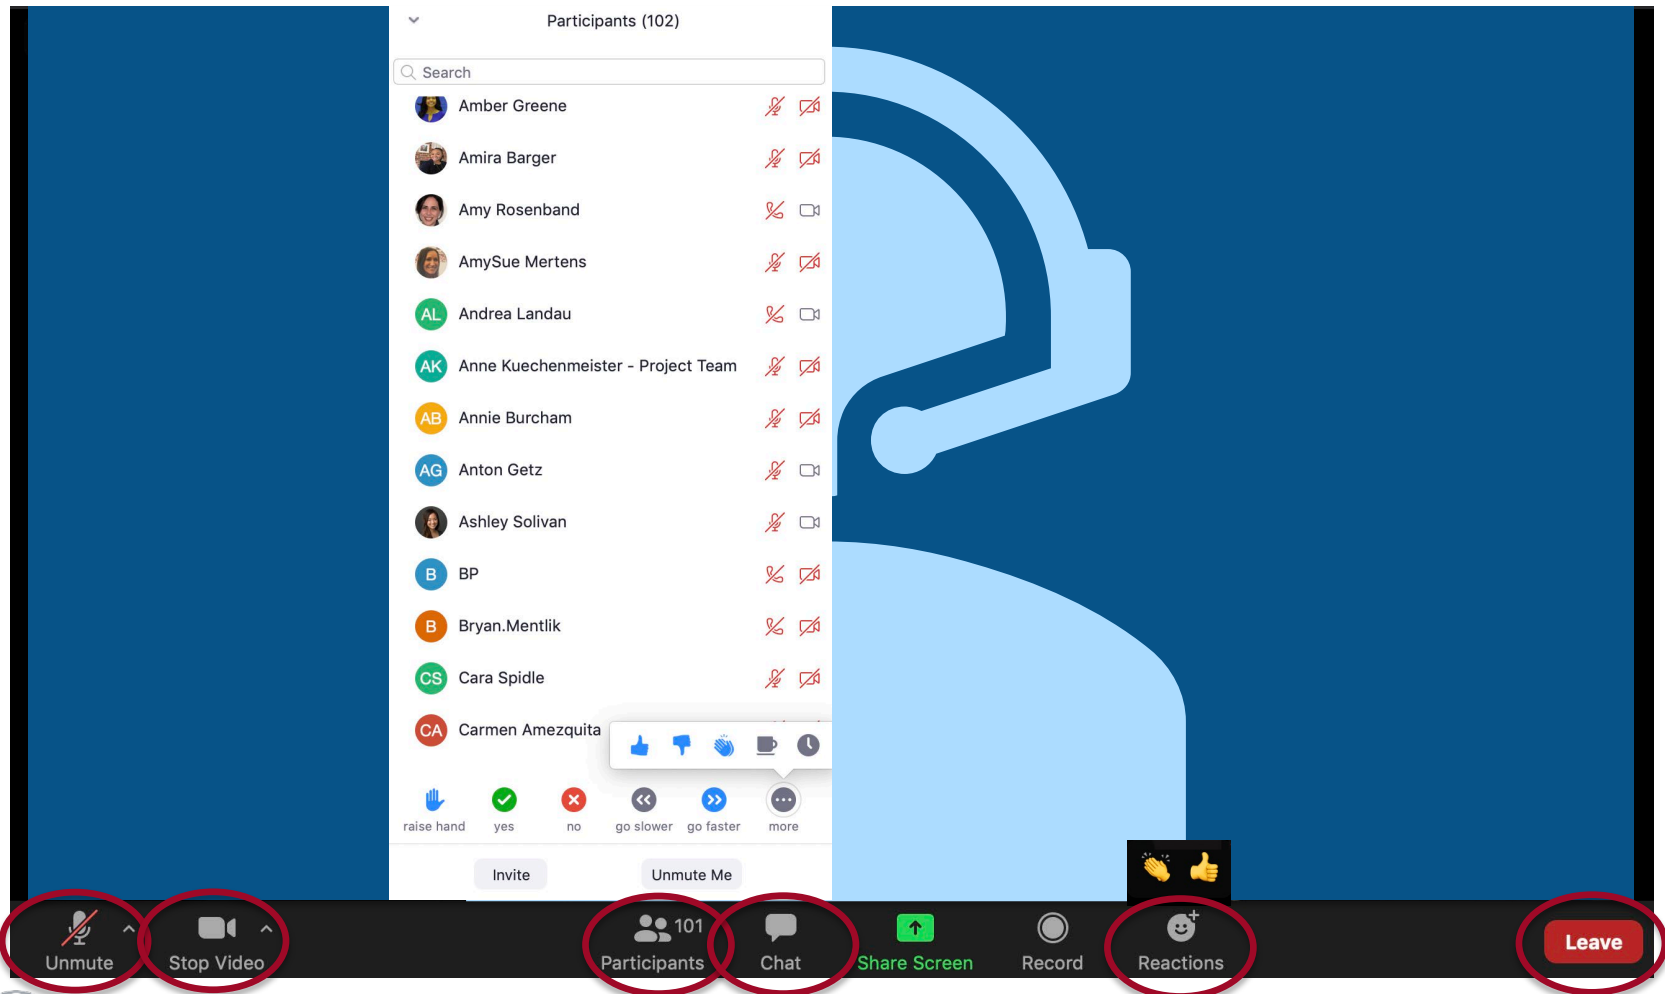 Participants (102)
Search
Amber Greene
Amira Barger
Amy Rosenband
AmySue Mertens
AL Andrea Landau
AK Anne Kuechenmeister - Project Team
AB Annie Burcham
AG Anton Getz
Ashley Solivan
B BP
B Bryan.Mentlik
CS Cara Spidle
CA Carmen Amezquita
raise hand yes no go slower go faster more
Invite Unmute Me
101
Unmute Stop Video Participants Chat Share Screen Record Reactions Leave